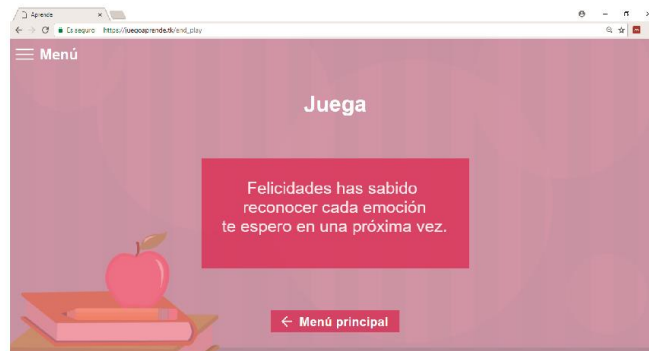 Aprende
Es seguro https://juegoaprende.tk/end_play
Menú
Juega
Felicidades has sabido
reconocer cada emoción
te espero en una próxima vez.
← Menú principal